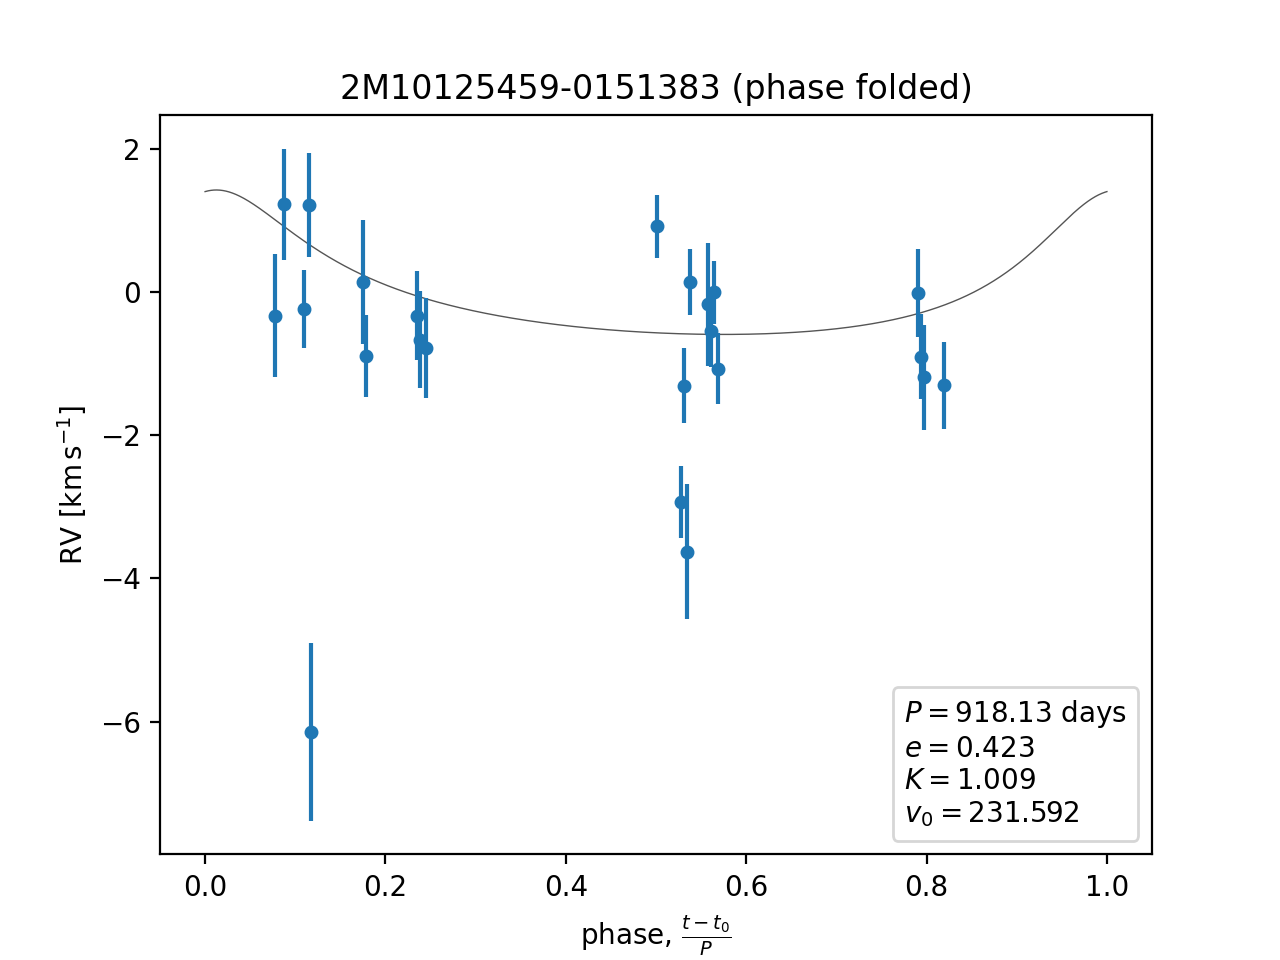 2M10125459-0151383 (phase folded)
2
0
−2
−4
−6
RV [km s⁻¹]
P = 918.13 days
e = 0.423
K = 1.009
v₀ = 231.592
0.0 0.2 0.4 0.6 0.8 1.0
phase, (t − t₀)/P